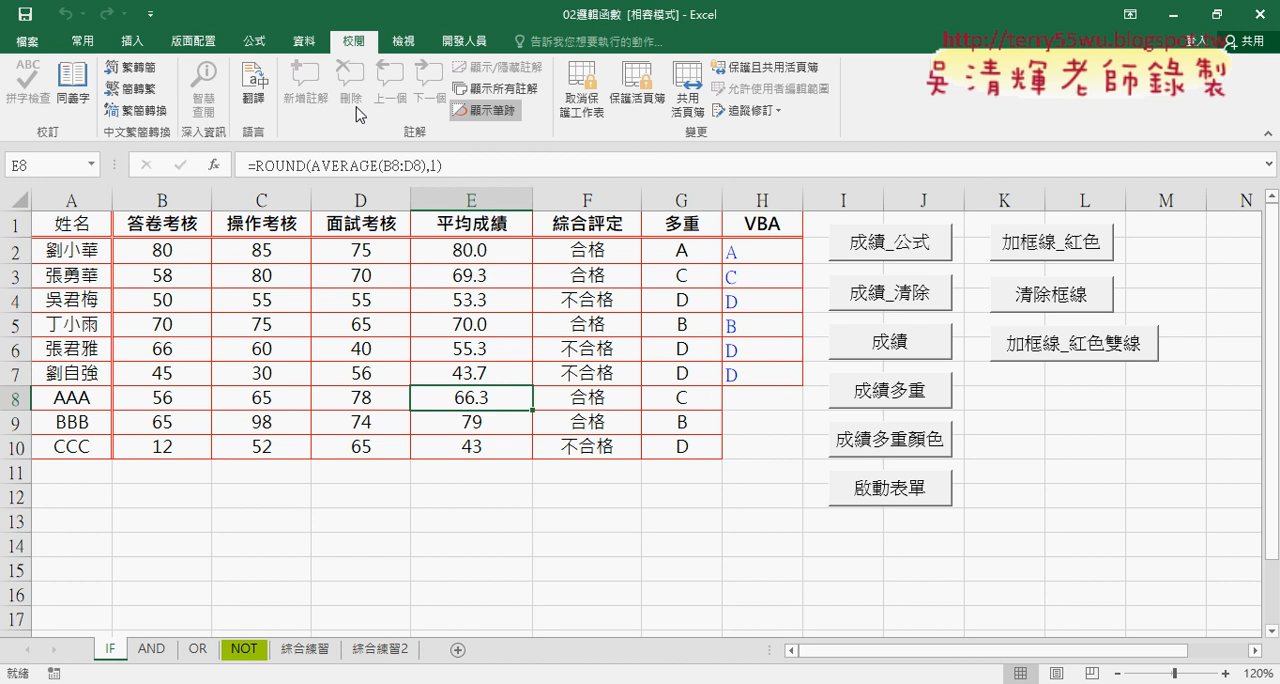 02邏輯函數 [相容模式] - Excel
檔案 常用 插入 版面配置 公式 資料 校閱 檢視 開發人員 告訴我您想要執行的動作... 登入 共用
http://terry55wu.blogspot.tw
吳清輝老師錄製
ABC
拼字檢查 同義字
校訂
繁轉簡
簡轉繁
繁簡轉換
中文繁簡轉換
智慧
查閱
深入資訊
翻譯
語言
新增註解 刪除 上一個 下一個
顯示/隱藏註解
顯示所有註解
顯示筆跡
註解
取消保
護工作表
保護活頁簿
共用
活頁簿
保護且共用活頁簿
允許使用者編輯範圍
追蹤修訂
變更
E8 fx =ROUND(AVERAGE(B8:D8),1)
A B C D E F G H I J K L M N
1 姓名 答卷考核 操作考核 面試考核 平均成績 綜合評定 多重 VBA
2 劉小華 80 85 75 80.0 合格 A A
3 張勇華 58 80 70 69.3 合格 C C
4 吳君梅 50 55 55 53.3 不合格 D D
5 丁小雨 70 75 65 70.0 合格 B B
6 張君雅 66 60 40 55.3 不合格 D D
7 劉自強 45 30 56 43.7 不合格 D D
8 AAA 56 65 78 66.3 合格 C
9 BBB 65 98 74 79 合格 B
10 CCC 12 52 65 43 不合格 D
11
12
13
14
15
16
17
成績_公式 加框線_紅色
成績_清除 清除框線
成績 加框線_紅色雙線
成績多重
成績多重顏色
啟動表單
IF AND OR NOT 綜合練習 綜合練習2
就緒 120%